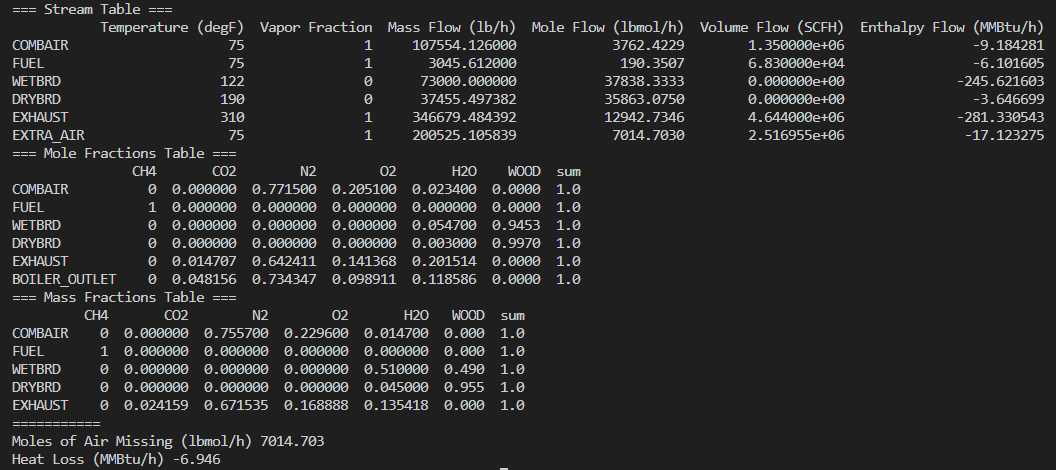 === Stream Table ===
Temperature (degF) Vapor Fraction Mass Flow (lb/h) Mole Flow (lbmol/h) Volume Flow (SCFH) Enthalpy Flow (MMBtu/h)
COMBAIR 75 1 107554.126000 3762.4229 1.350000e+06 -9.184281
FUEL 75 1 3045.612000 190.3507 6.830000e+04 -6.101605
WETBRD 122 0 73000.000000 37838.3333 0.000000e+00 -245.621603
DRYBRD 190 0 37455.497382 35863.0750 0.000000e+00 -3.646699
EXHAUST 310 1 346679.484392 12942.7346 4.644000e+06 -281.330543
EXTRA_AIR 75 1 200525.105839 7014.7030 2.516955e+06 -17.123275
=== Mole Fractions Table ===
CH4 CO2 N2 O2 H2O WOOD sum
COMBAIR 0 0.000000 0.771500 0.205100 0.023400 0.0000 1.0
FUEL 1 0.000000 0.000000 0.000000 0.000000 0.0000 1.0
WETBRD 0 0.000000 0.000000 0.000000 0.054700 0.9453 1.0
DRYBRD 0 0.000000 0.000000 0.000000 0.003000 0.9970 1.0
EXHAUST 0 0.014707 0.642411 0.141368 0.201514 0.0000 1.0
BOILER_OUTLET 0 0.048156 0.734347 0.098911 0.118586 0.0000 1.0
=== Mass Fractions Table ===
CH4 CO2 N2 O2 H2O WOOD sum
COMBAIR 0 0.000000 0.755700 0.229600 0.014700 0.000 1.0
FUEL 1 0.000000 0.000000 0.000000 0.000000 0.000 1.0
WETBRD 0 0.000000 0.000000 0.000000 0.510000 0.490 1.0
DRYBRD 0 0.000000 0.000000 0.000000 0.045000 0.955 1.0
EXHAUST 0 0.024159 0.671535 0.168888 0.135418 0.000 1.0
===========
Moles of Air Missing (lbmol/h) 7014.703
Heat Loss (MMBtu/h) -6.946